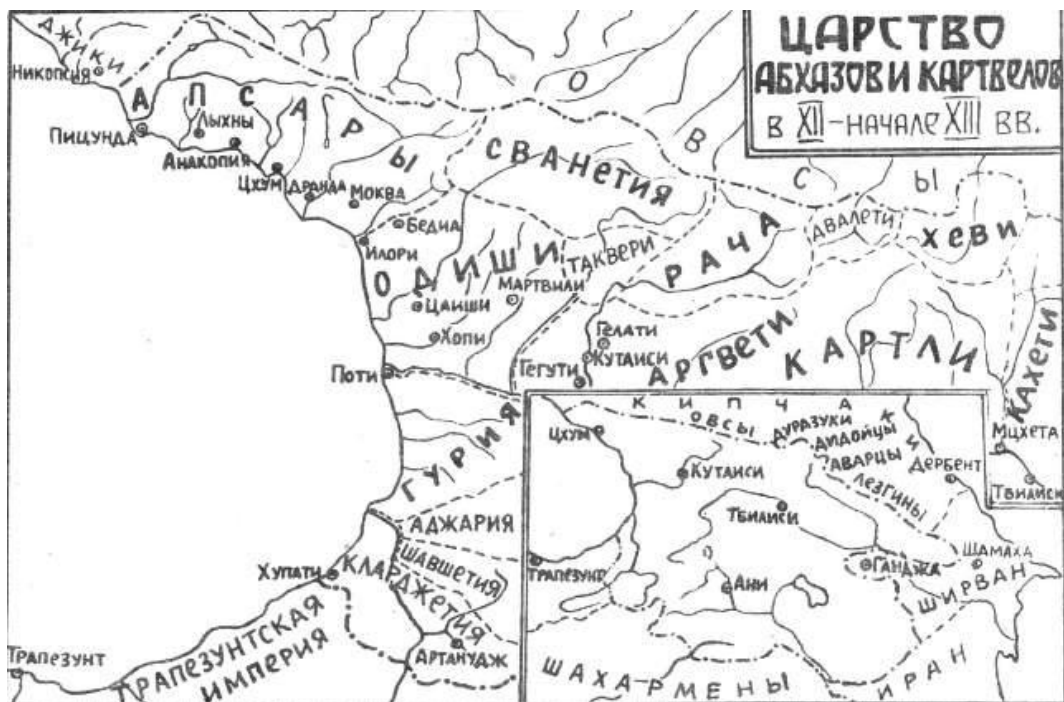 ЦАРСТВО
АБХАЗОВ И КАРТВЕЛОВ
В XII–НАЧАЛЕ XIII ВВ.
ДЖИКИ
НИКОПСИЯ
АПСАРЫ
ОВСЫ
ПИЦУНДА
ЛЫХНЫ
АНАКОПИЯ
ЦХУМ
ДРАНДА
МОКВА
СВАНЕТИЯ
БЕДИА
ИЛОРИ
ОДИШИ
ТАКВЕРИ
РАЧА
ДВАЛЕТИ
ХЕВИ
МАРТВИЛИ
ЦАИШИ
ХОПИ
ГЕЛАТИ
КУТАИСИ
ГЕГУТИ
АРГВЕТИ
КАРТЛИ
КАХЕТИ
ПОТИ
ГУРИЯ
МЦХЕТА
ТБИЛИСИ
АДЖАРИЯ
ШАВШЕТИЯ
КЛАРДЖЕТИЯ
ХУПАТИ
АРТАНУДЖ
ТРАПЕЗУНТ
ТРАПЕЗУНТСКАЯ
ИМПЕРИЯ
КИПЧАКИ
ОВСЫ
ДУРАЗУКИ
ДИДОЙЦЫ
АВАРЦЫ
ЛЕЗГИНЫ
ДЕРБЕНТ
ЦХУМ
КУТАИСИ
ТБИЛИСИ
ТРАПЕЗУНТ
АНИ
ГАНДЖА
ШАМАХА
ШИРВАН
ШАХАРМЕНЫ
ИРАН